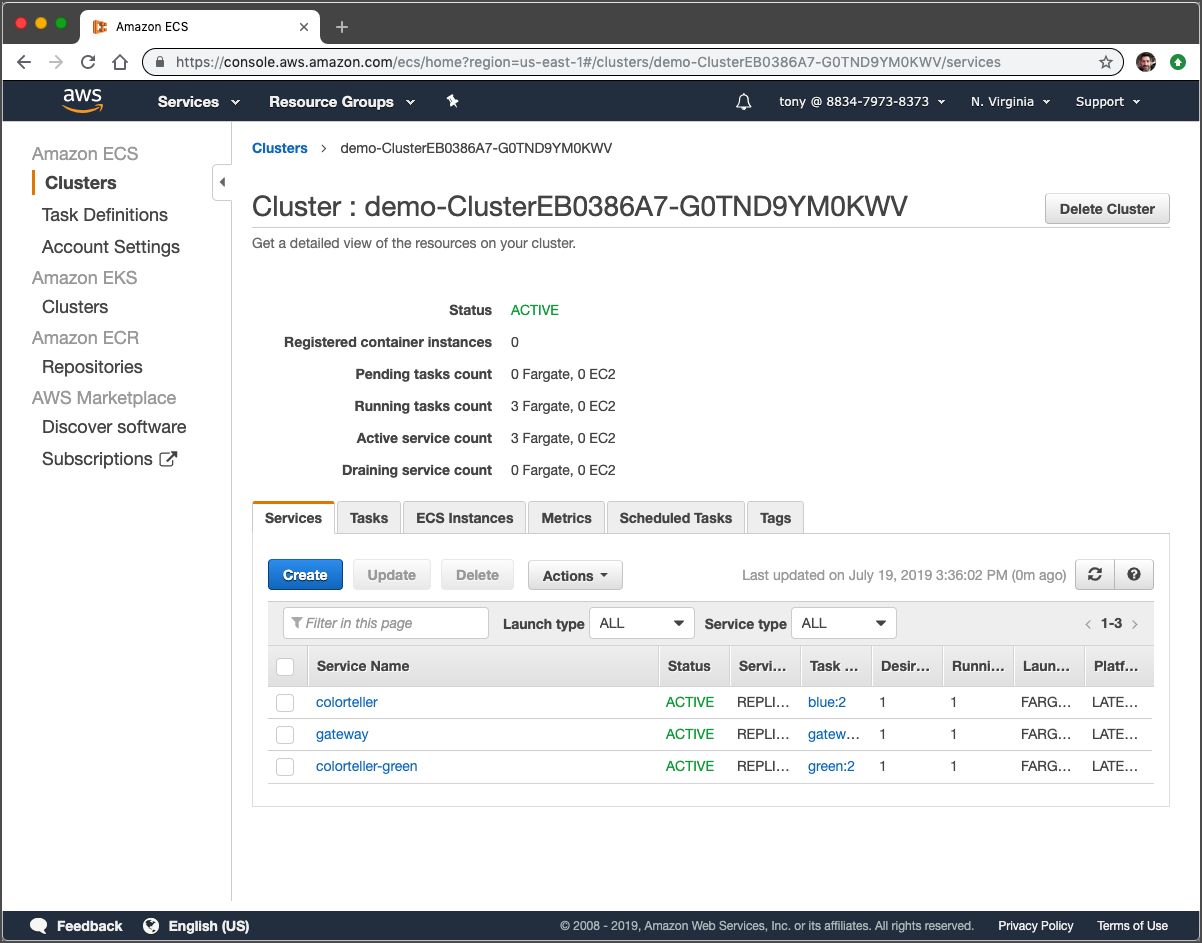 Amazon ECS
https://console.aws.amazon.com/ecs/home?region=us-east-1#/clusters/demo-ClusterEB0386A7-G0TND9YM0KWV/services
aws Services Resource Groups tony @ 8834-7973-8373 N. Virginia Support
Amazon ECS
Clusters
Task Definitions
Account Settings
Amazon EKS
Clusters
Amazon ECR
Repositories
AWS Marketplace
Discover software
Subscriptions
Clusters > demo-ClusterEB0386A7-G0TND9YM0KWV
Cluster : demo-ClusterEB0386A7-G0TND9YM0KWV Delete Cluster
Get a detailed view of the resources on your cluster.
Status ACTIVE
Registered container instances 0
Pending tasks count 0 Fargate, 0 EC2
Running tasks count 3 Fargate, 0 EC2
Active service count 3 Fargate, 0 EC2
Draining service count 0 Fargate, 0 EC2
Services Tasks ECS Instances Metrics Scheduled Tasks Tags
Create Update Delete Actions Last updated on July 19, 2019 3:36:02 PM (0m ago) ?
Filter in this page Launch type ALL Service type ALL < 1-3 >
Service Name Status Servi... Task ... Desir... Runni... Laun... Platf...
colorteller ACTIVE REPLI... blue:2 1 1 FARG... LATE...
gateway ACTIVE REPLI... gatew... 1 1 FARG... LATE...
colorteller-green ACTIVE REPLI... green:2 1 1 FARG... LATE...
Feedback English (US) © 2008 - 2019, Amazon Web Services, Inc. or its affiliates. All rights reserved. Privacy Policy Terms of Use